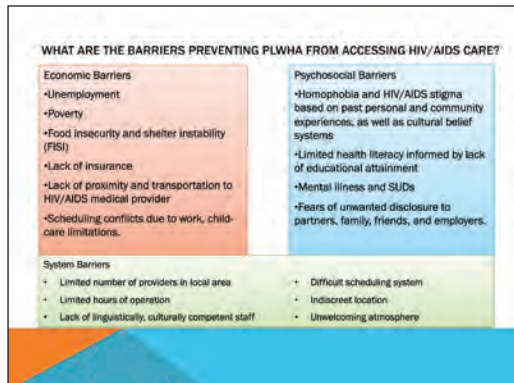 WHAT ARE THE BARRIERS PREVENTING PLWHA FROM ACCESSING HIV/AIDS CARE?
Economic Barriers
•Unemployment
•Poverty
•Food insecurity and shelter instability
(FISI)
•Lack of insurance
•Lack of proximity and transportation to
HIV/AIDS medical provider
•Scheduling conflicts due to work, child-
care limitations.
Psychosocial Barriers
•Homophobia and HIV/AIDS stigma
based on past personal and community
experiences, as well as cultural belief
systems
•Limited health literacy informed by lack
of educational attainment
•Mental illness and SUDs
•Fears of unwanted disclosure to
partners, family, friends, and employers.
System Barriers
• Limited number of providers in local area
• Limited hours of operation
• Lack of linguistically, culturally competent staff
• Difficult scheduling system
• Indiscreet location
• Unwelcoming atmosphere